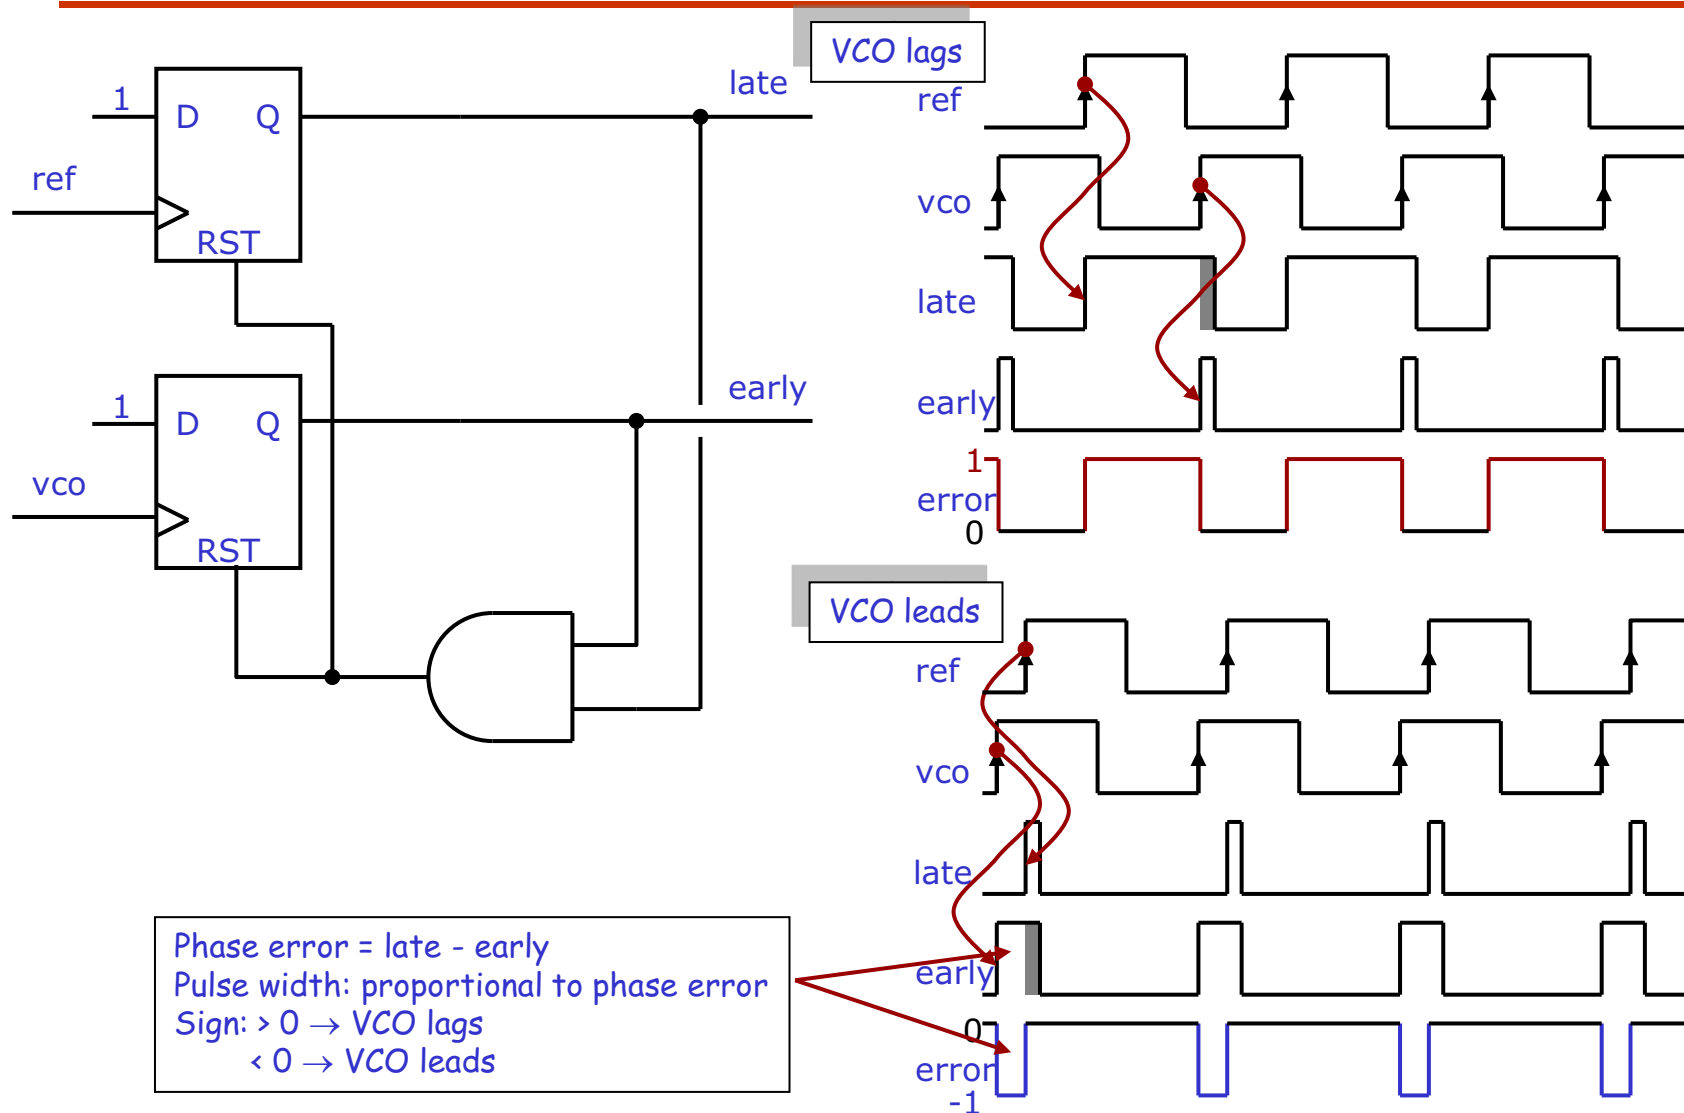 1
D
Q
late
ref
RST
1
D
Q
early
vco
RST
VCO lags
ref
vco
late
early
1
error
0
VCO leads
ref
vco
late
early
0
error
-1
Phase error = late - early
Pulse width: proportional to phase error
Sign: > 0 → VCO lags
< 0 → VCO leads